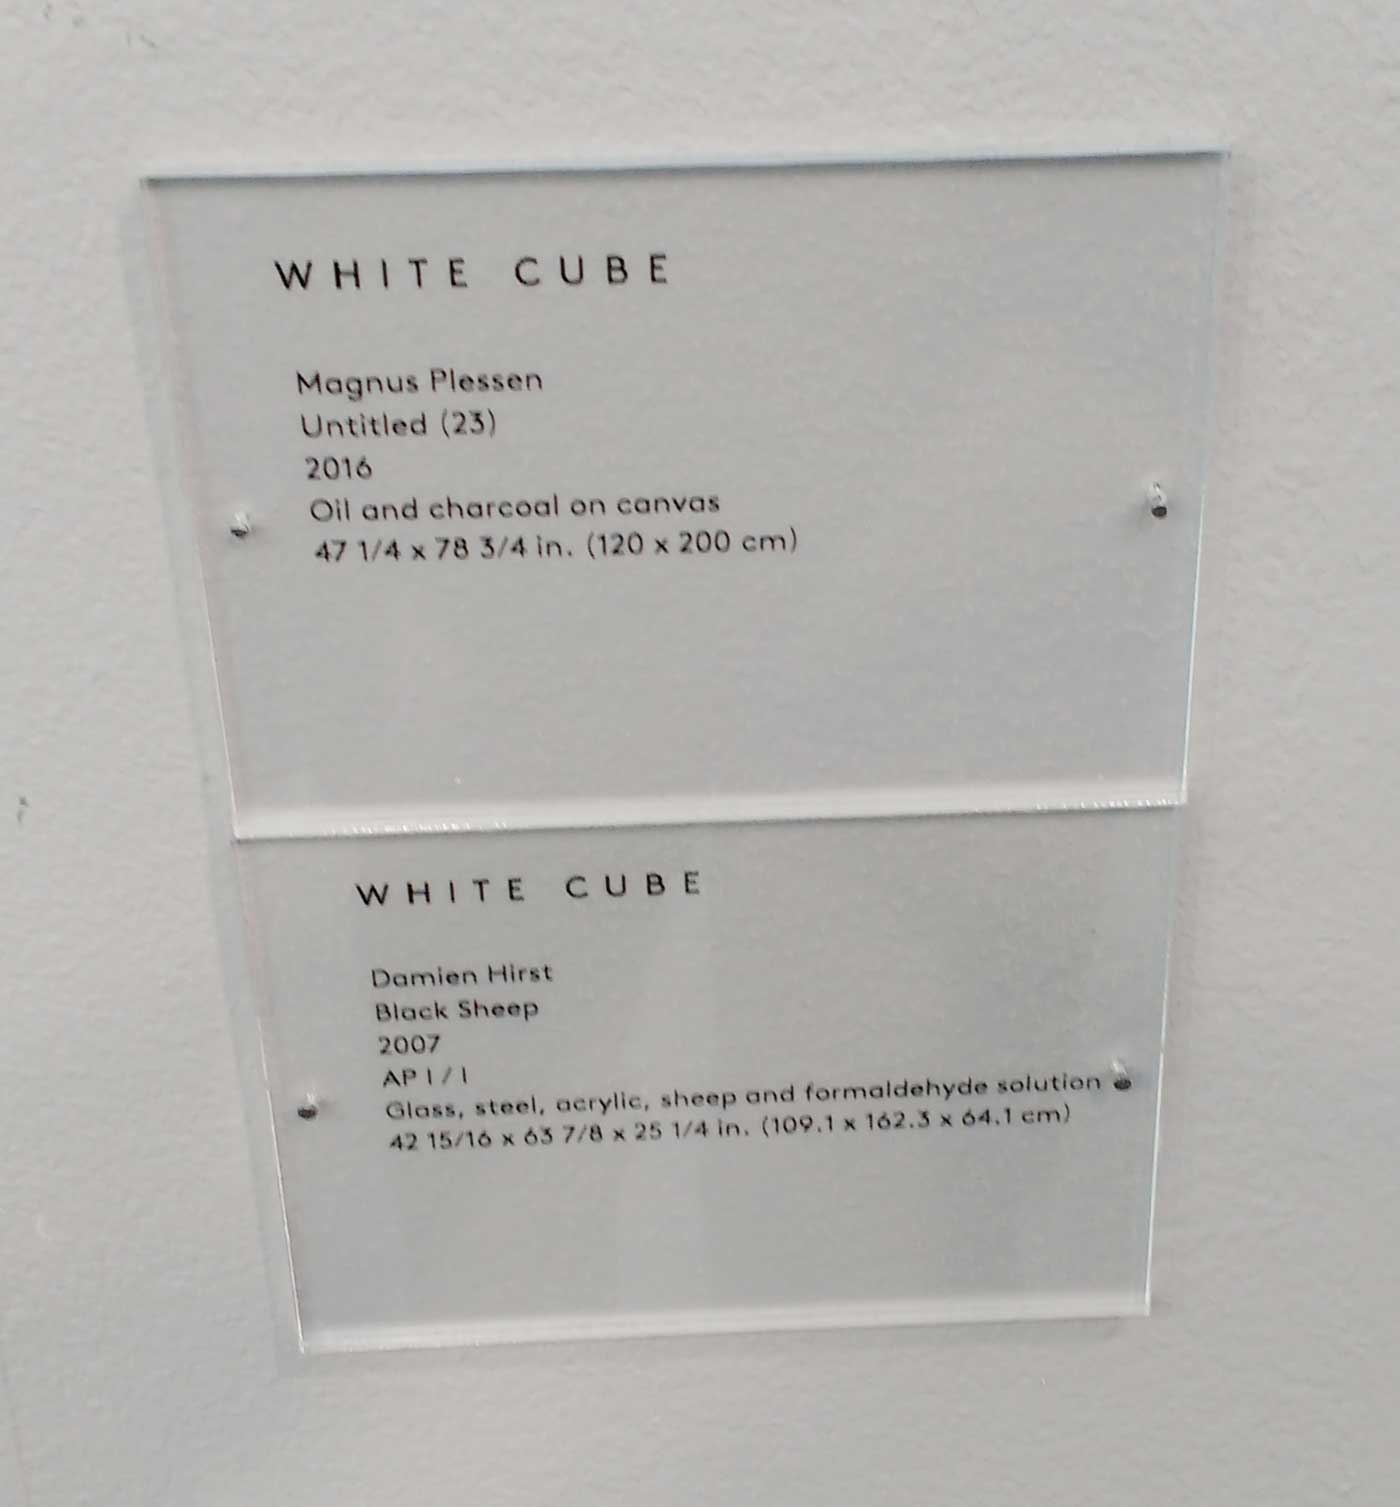 WHITE CUBE
Magnus Plessen
Untitled (23)
2016
Oil and charcoal on canvas
47 1/4 x 78 3/4 in. (120 x 200 cm)
WHITE CUBE
Damien Hirst
Black Sheep
2007
AP 1 / 1
Glass, steel, acrylic, sheep and formaldehyde solution
42 15/16 x 63 7/8 x 25 1/4 in. (109.1 x 162.3 x 64.1 cm)